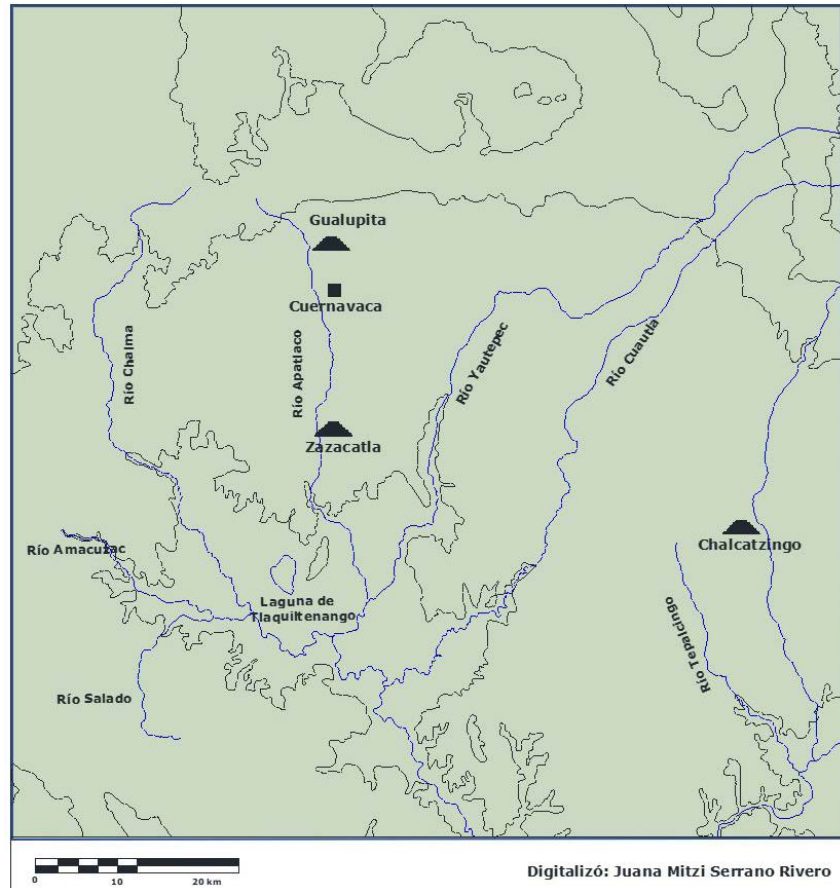 Gualupita
Cuernavaca
Río Chalma
Río Apatlaco
Río Yautepec
Río Cuautla
Zazacatla
Chalcatzingo
Río Amacuzac
Laguna de
Tlaquiltenango
Río Tepalcingo
Río Salado
0 10 20 km
Digitalizó: Juana Mitzi Serrano Rivero